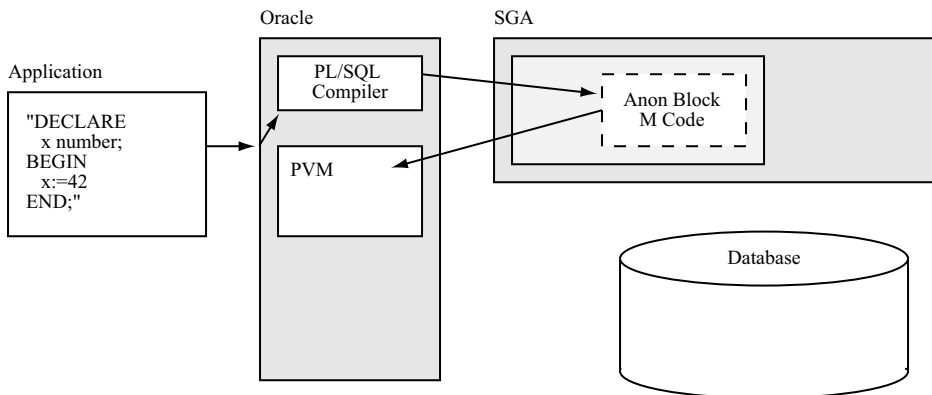 Oracle
SGA
Application
"DECLARE
x number;
BEGIN
x:=42
END;"
PL/SQL
Compiler
PVM
Anon Block
M Code
Database